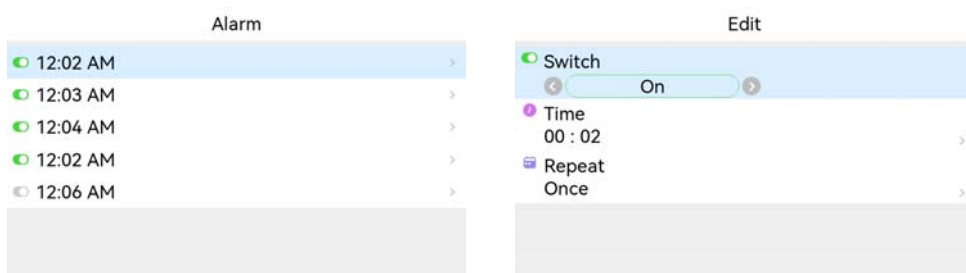 Alarm
12:02 AM
12:03 AM
12:04 AM
12:02 AM
12:06 AM
Edit
Switch
On
Time
00 : 02
Repeat
Once